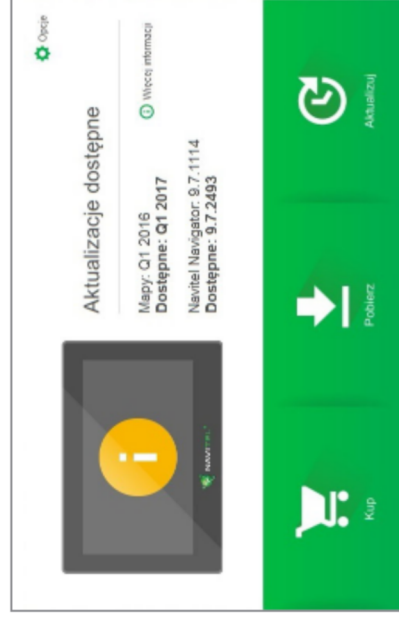 Opcje
Aktualizacje dostępne
Mapy: Q1 2016
Dostępne: Q1 2017
Więcej informacji
Navitel Navigator: 9.7.1114
Dostępne: 9.7.2493
i
NAVITEL
Kup
Pobierz
Aktualizuj